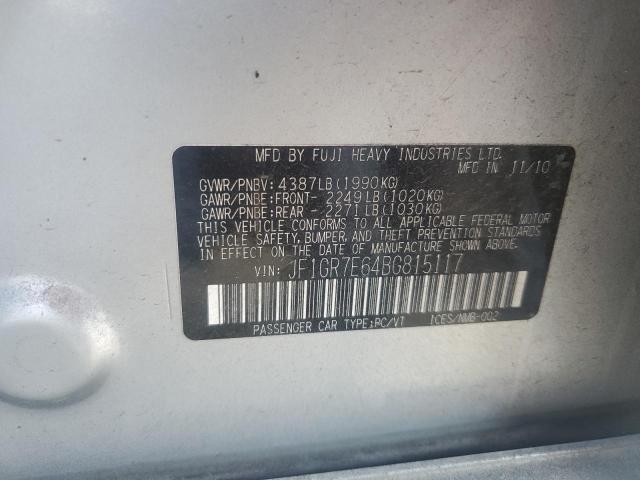 MFD BY FUJI HEAVY INDUSTRIES LTD.
MFD IN 11/10
GVWR/PNBV: 4387LB(1990KG)
GAWR/PNBE:FRONT- 2249LB(1020KG)
GAWR/PNBE:REAR - 2271LB(1030KG)
THIS VEHICLE CONFORMS TO ALL APPLICABLE FEDERAL MOTOR
VEHICLE SAFETY, BUMPER, AND THEFT PREVENTION STANDARDS
IN EFFECT ON THE DATE OF MANUFACTURE SHOWN ABOVE.
VIN: JF1GR7E64BG815117
PASSENGER CAR TYPE:PC/VT ICES/NMB-002